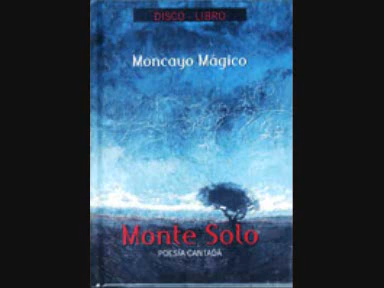 DISCO - LIBRO
Moncayo Mágico
Monte Solo
POESÍA CANTADA